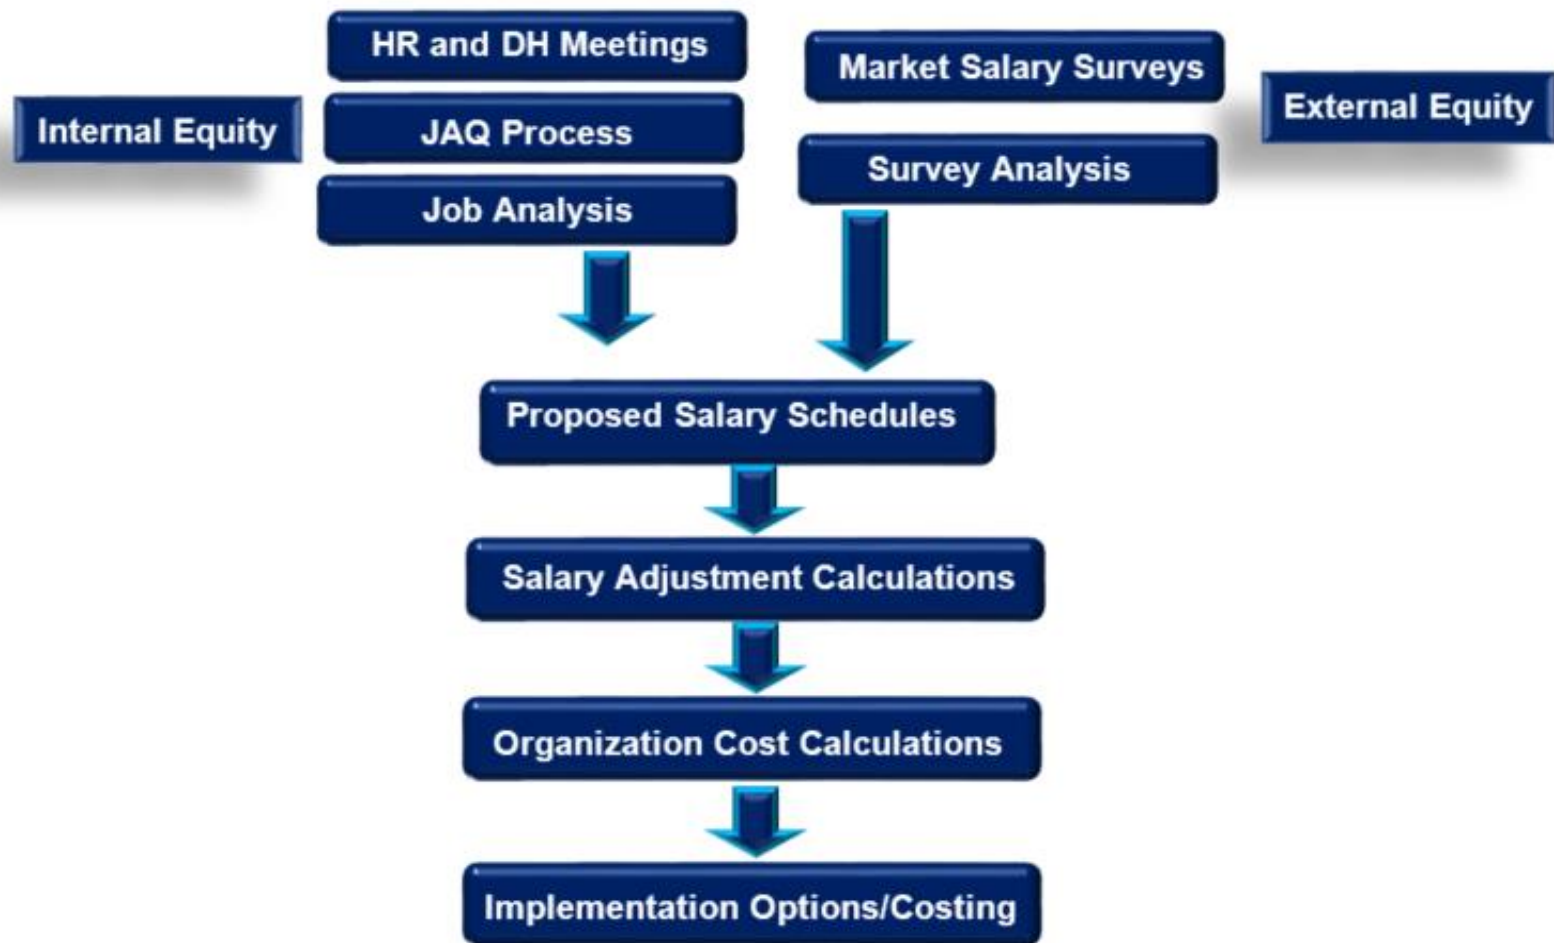 HR and DH Meetings
Market Salary Surveys
Internal Equity
JAQ Process
External Equity
Survey Analysis
Job Analysis
Proposed Salary Schedules
Salary Adjustment Calculations
Organization Cost Calculations
Implementation Options/Costing